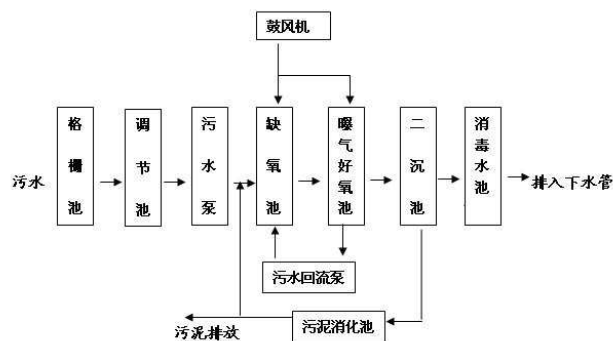 鼓风机
格栅池
调节池
污水泵
缺氧池
曝气好氧池
二沉池
消毒水池
污水
排入下水管
污水回流泵
污泥消化池
污泥排放